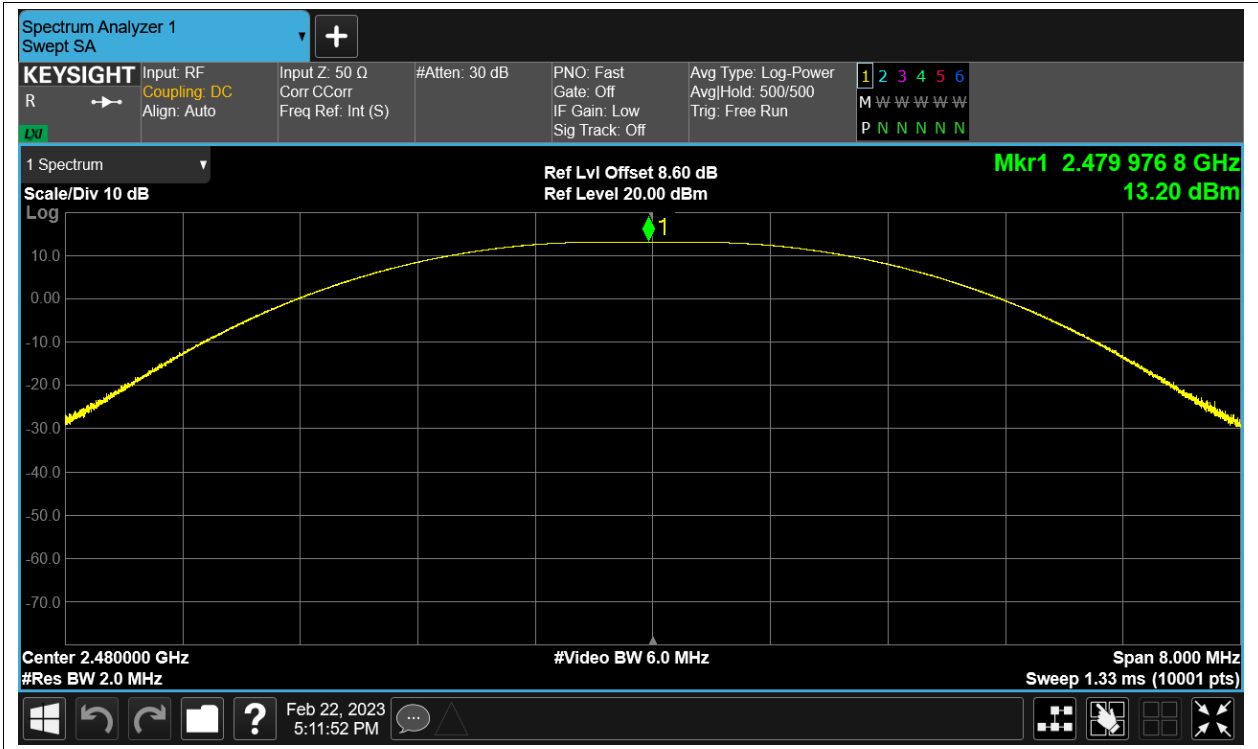 Spectrum Analyzer 1
Swept SA
KEYSIGHT
R
LXI
Input: RF
Coupling: DC
Align: Auto
Input Z: 50 Ω
Corr CCorr
Freq Ref: Int (S)
#Atten: 30 dB
PNO: Fast
Gate: Off
IF Gain: Low
Sig Track: Off
Avg Type: Log-Power
Avg|Hold: 500/500
Trig: Free Run
1 2 3 4 5 6
M W W W W W
P N N N N N
1 Spectrum
Scale/Div 10 dB
Log
Ref Lvl Offset 8.60 dB
Ref Level 20.00 dBm
Mkr1 2.479 976 8 GHz
13.20 dBm
1
10.0
0.00
-10.0
-20.0
-30.0
-40.0
-50.0
-60.0
-70.0
Center 2.480000 GHz
#Res BW 2.0 MHz
#Video BW 6.0 MHz
Span 8.000 MHz
Sweep 1.33 ms (10001 pts)
?
Feb 22, 2023
5:11:52 PM